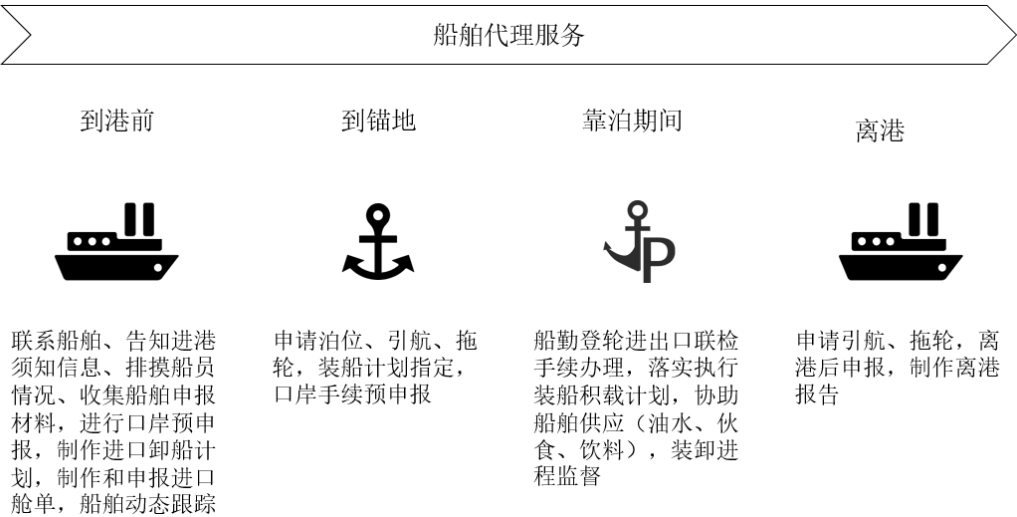 船舶代理服务
到港前
到锚地
靠泊期间
离港
P
联系船舶、告知进港
须知信息、排摸船员
情况、收集船舶申报
材料，进行口岸预申
报，制作进口卸船计
划，制作和申报进口
舱单，船舶动态跟踪
申请泊位、引航、拖
轮，装船计划指定，
口岸手续预申报
船勤登轮进出口联检
手续办理，落实执行
装船积载计划，协助
船舶供应（油水、伙
食、饮料），装卸进
程监督
申请引航、拖轮，离
港后申报，制作离港
报告